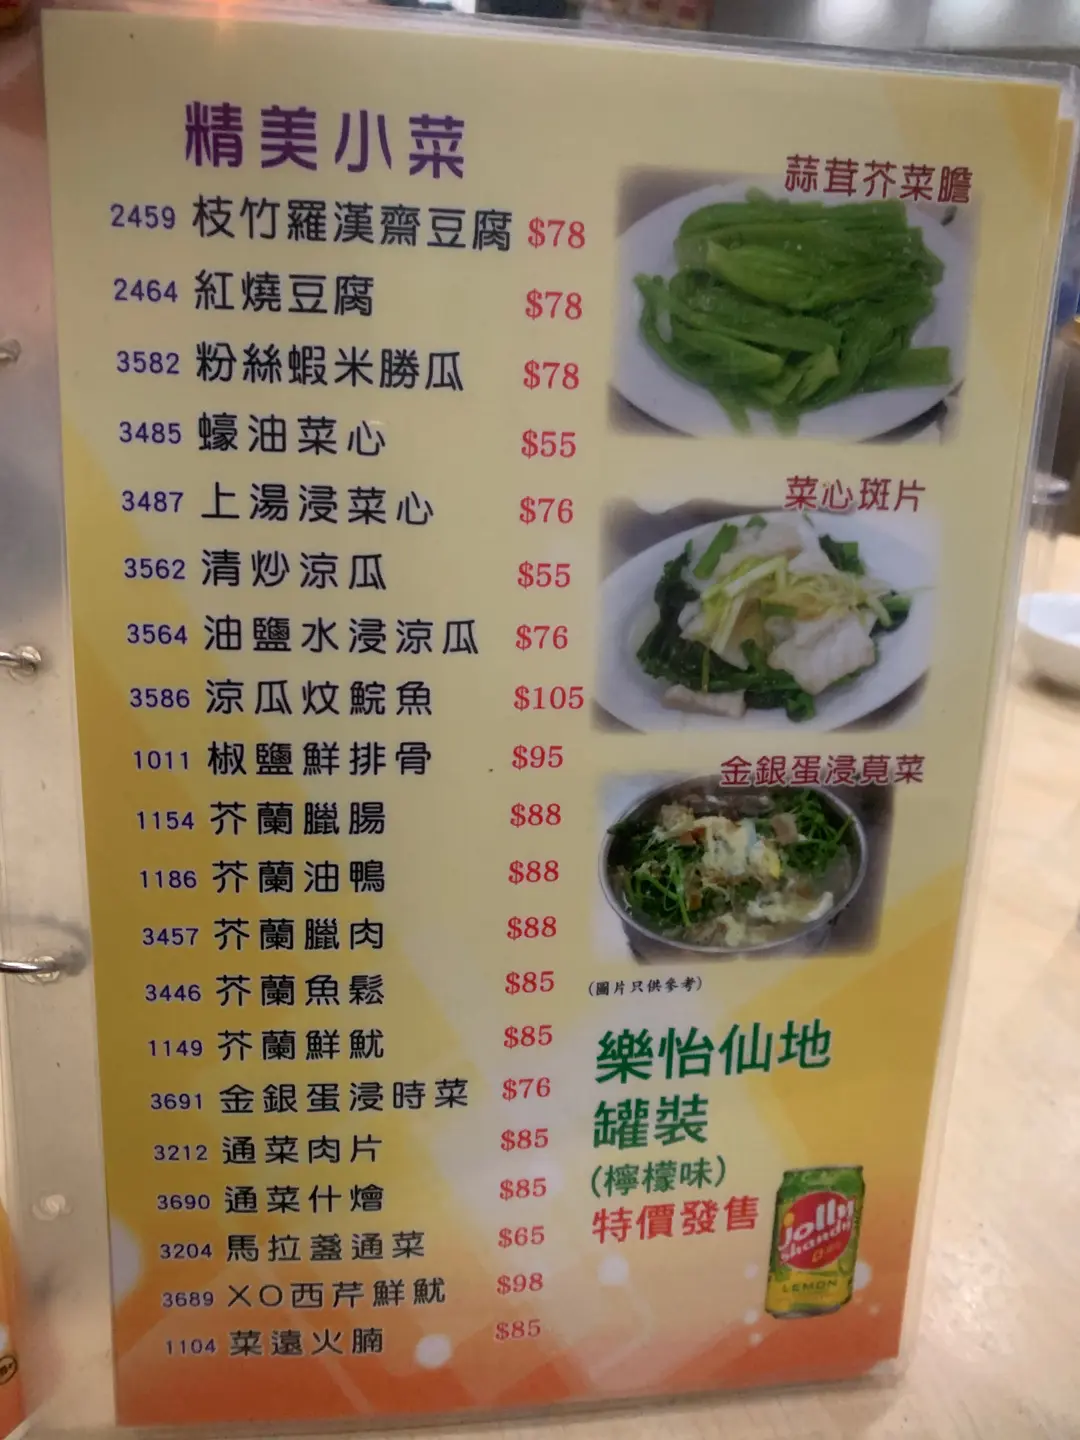 精美小菜
2459 枝竹羅漢齋豆腐 $78
2464 紅燒豆腐 $78
3582 粉絲蝦米勝瓜 $78
3485 蠔油菜心 $55
3487 上湯浸菜心 $76
3562 清炒涼瓜 $55
3564 油鹽水浸涼瓜 $76
3586 涼瓜炆鯇魚 $105
1011 椒鹽鮮排骨 $95
1154 芥蘭臘腸 $88
1186 芥蘭油鴨 $88
3457 芥蘭臘肉 $88
3446 芥蘭魚鬆 $85
1149 芥蘭鮮魷 $85
3691 金銀蛋浸時菜 $76
3212 通菜肉片 $85
3690 通菜什燴 $85
3204 馬拉盞通菜 $65
3689 XO西芹鮮魷 $98
1104 菜遠火腩 $85
蒜茸芥菜膽
菜心斑片
金銀蛋浸莧菜
(圖片只供參考)
樂怡仙地
罐裝
(檸檬味)
特價發售
jolly
shandy
LEMON